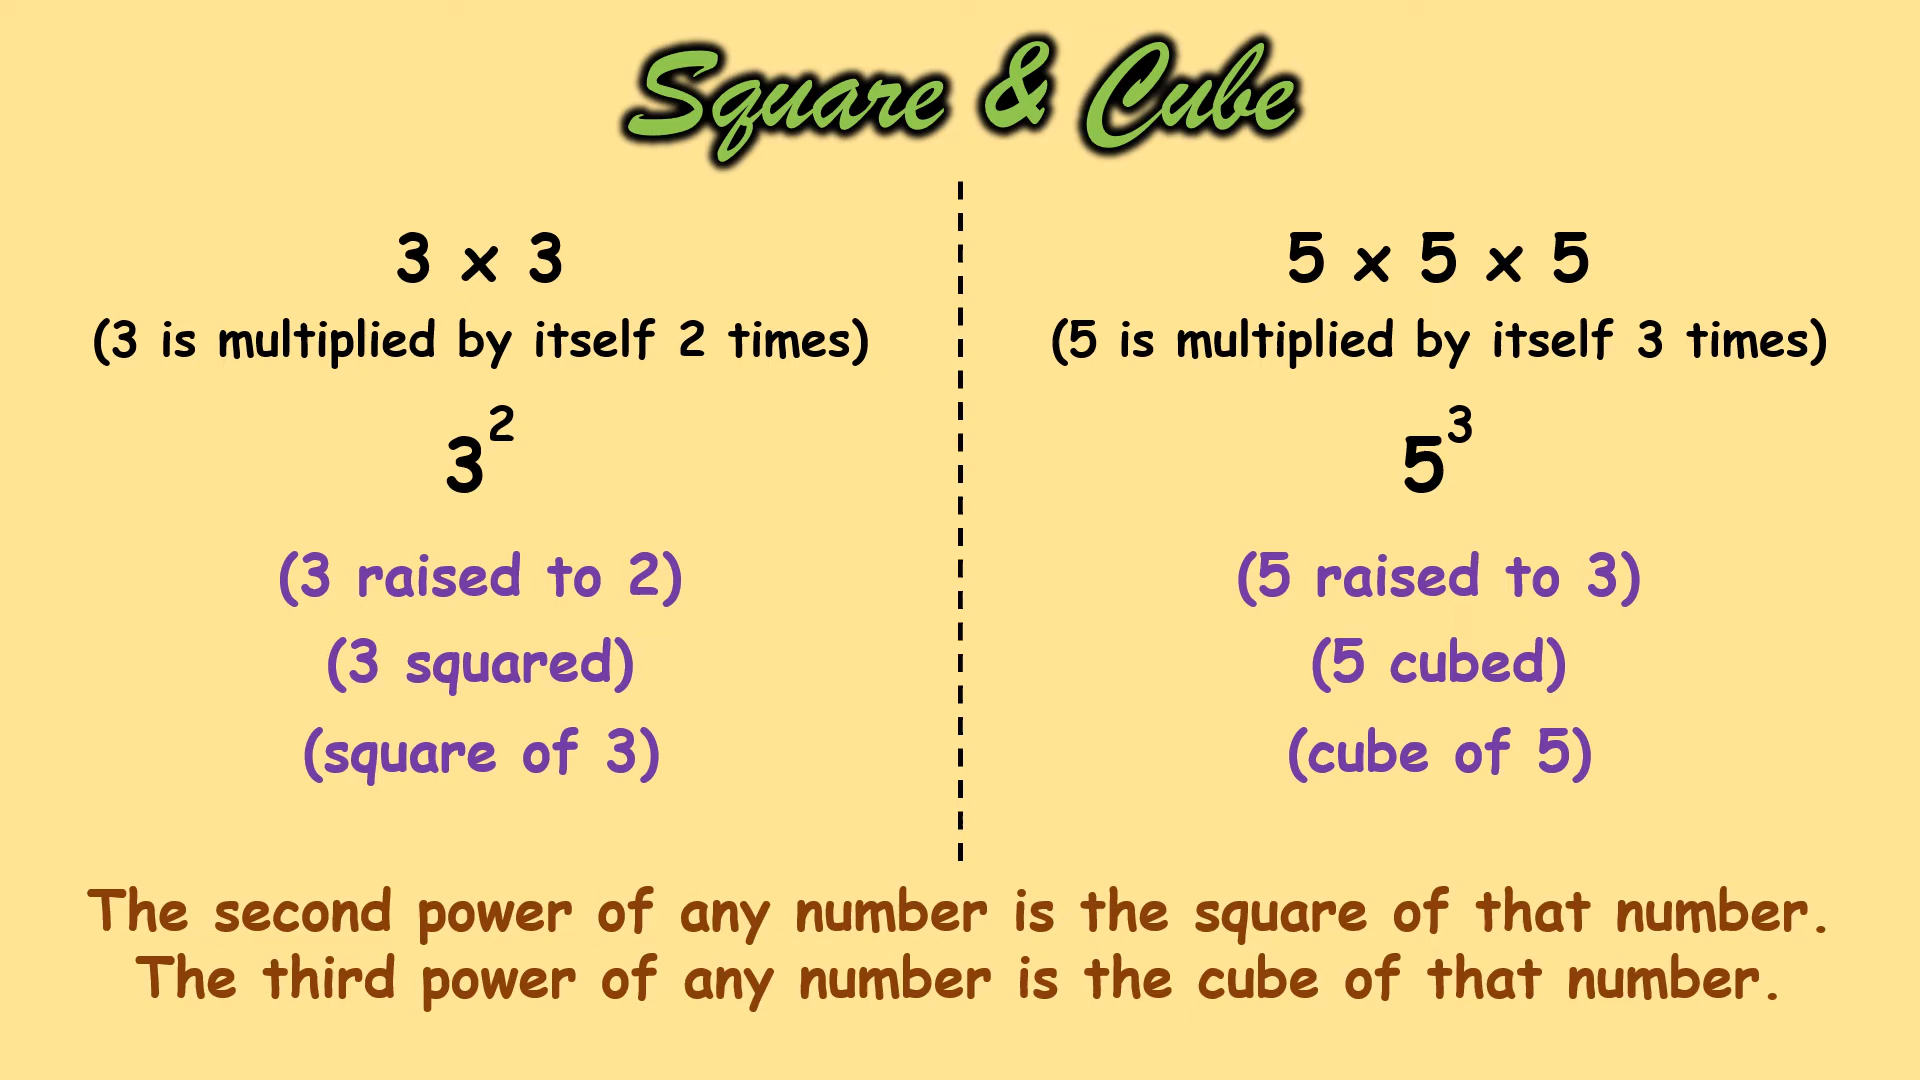 Square & Cube
3 x 3
(3 is multiplied by itself 2 times)
3²
(3 raised to 2)
(3 squared)
(square of 3)
5 x 5 x 5
(5 is multiplied by itself 3 times)
5³
(5 raised to 3)
(5 cubed)
(cube of 5)
The second power of any number is the square of that number.
The third power of any number is the cube of that number.